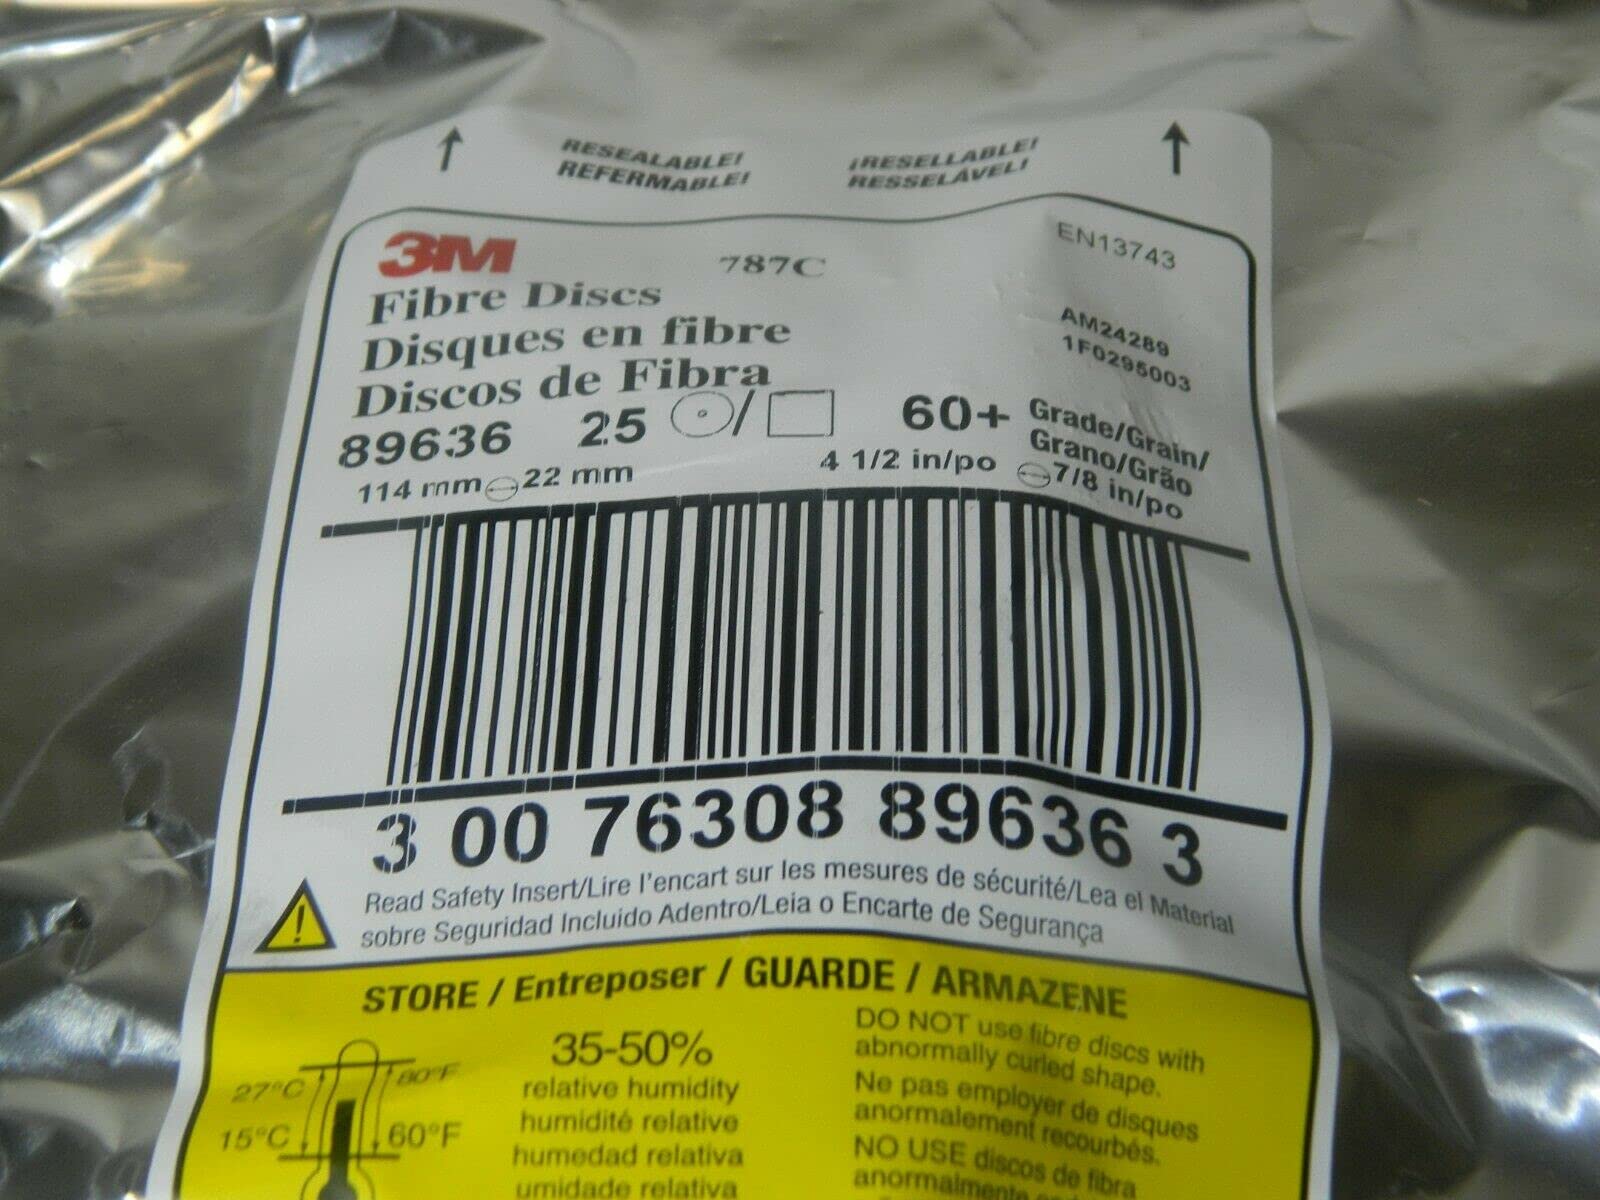 RESEALABLE!
REFERMABLE!
¡RESELLABLE!
RESSELÁVEL!
3M
787C
EN13743
Fibre Discs
Disques en fibre
Discos de Fibra
AM24289
1F0295003
89636 25 / 60+ Grade/Grain/
Grano/Grão
114 mm 22 mm 4 1/2 in/po 7/8 in/po
3 00 76308 89636 3
Read Safety Insert/Lire l'encart sur les mesures de sécurité/Lea el Material
sobre Seguridad Incluido Adentro/Leia o Encarte de Segurança
STORE / Entreposer / GUARDE / ARMAZENE
27°C 80°F
15°C 60°F
35-50%
relative humidity
humidité relative
humedad relativa
umidade relativa
DO NOT use fibre discs with
abnormally curled shape.
Ne pas employer de disques
anormalement recourbés.
NO USE discos de fibra
anormalmente